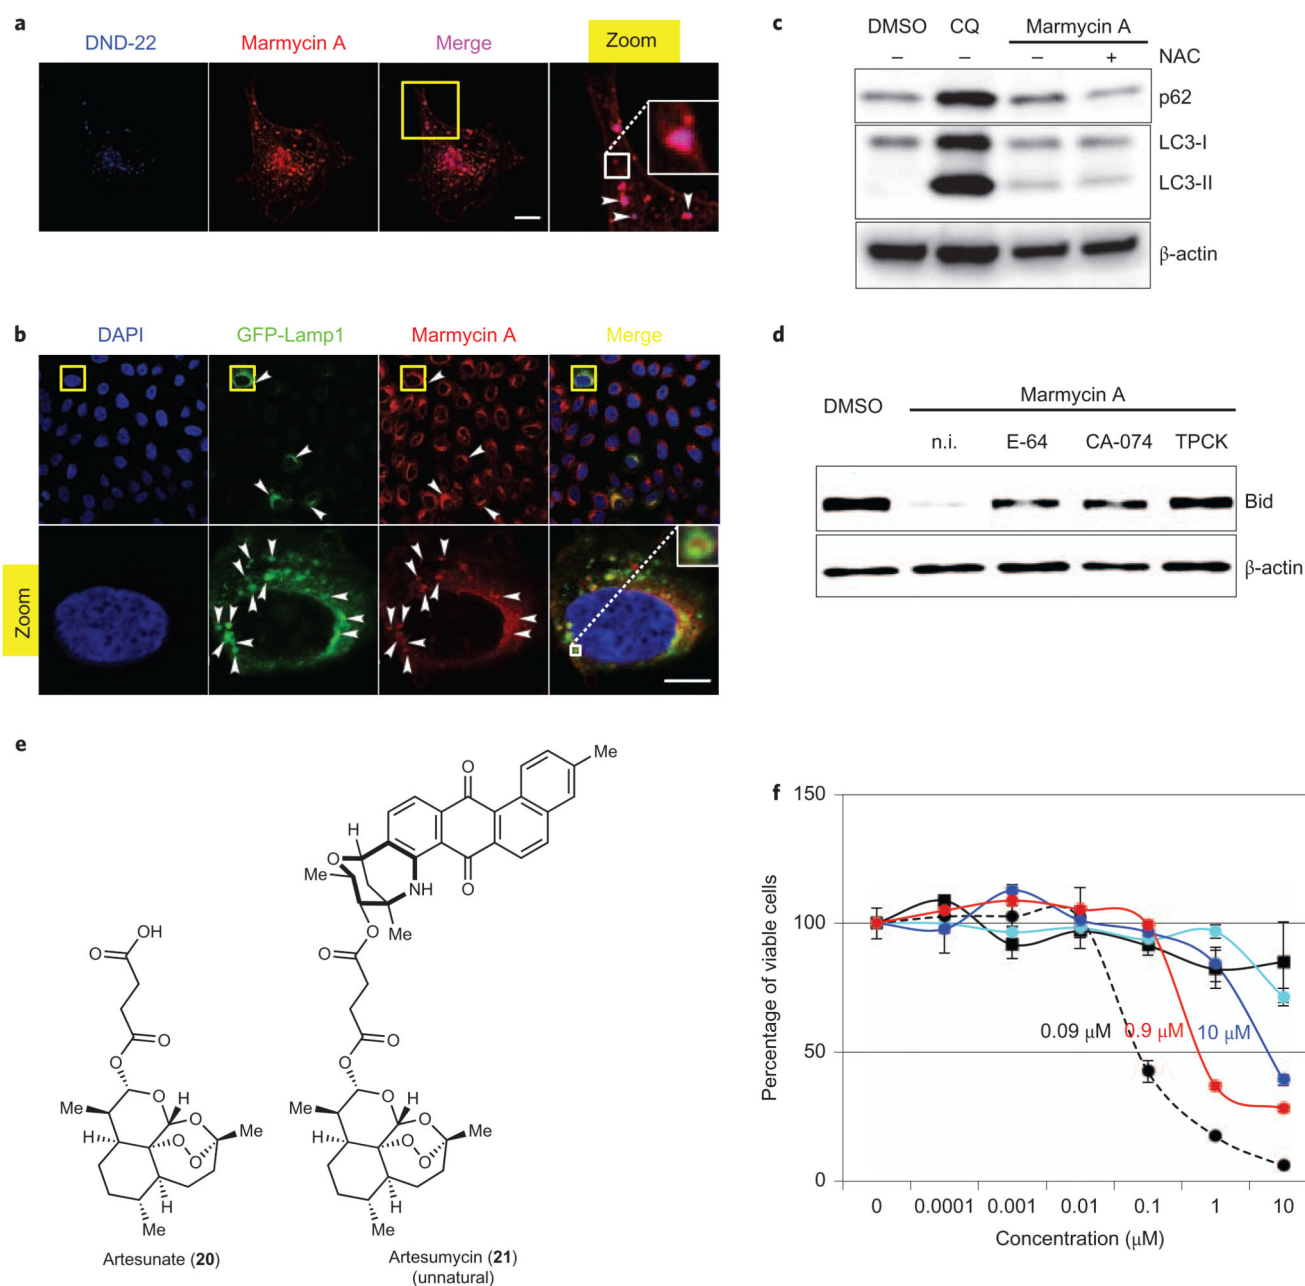 a
DND-22 Marmycin A Merge Zoom
b
DAPI GFP-Lamp1 Marmycin A Merge
Zoom
c
DMSO CQ Marmycin A
– – – + NAC
p62
LC3-I
LC3-II
β-actin
d
DMSO Marmycin A
n.i. E-64 CA-074 TPCK
Bid
β-actin
e
Me
O
H
O
Me
NH
O
Me
O
OH
O
O
O
O
O
O
O
O
Me
O
H
O
Me
H
O
O
H
Me
Me
O
H
O
Me
H
O
O
H
Me
Artesunate (20)
Artesumycin (21)
(unnatural)
f
150
100
50
0
Percentage of viable cells
0.09 μM 0.9 μM 10 μM
0 0.0001 0.001 0.01 0.1 1 10
Concentration (μM)